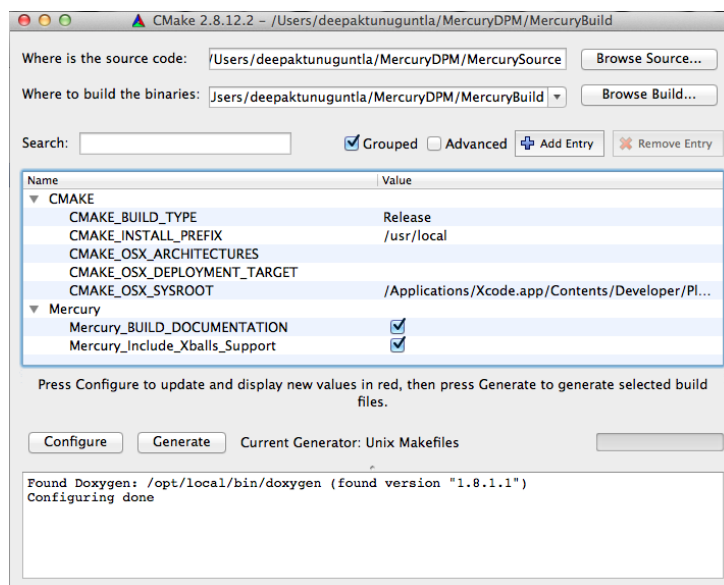 CMake 2.8.12.2 – /Users/deepaktunuguntla/MercuryDPM/MercuryBuild
Where is the source code: /Users/deepaktunuguntla/MercuryDPM/MercurySource Browse Source...
Where to build the binaries: Jsers/deepaktunuguntla/MercuryDPM/MercuryBuild Browse Build...
Search: Grouped Advanced Add Entry Remove Entry
Name Value
CMAKE
CMAKE_BUILD_TYPE Release
CMAKE_INSTALL_PREFIX /usr/local
CMAKE_OSX_ARCHITECTURES
CMAKE_OSX_DEPLOYMENT_TARGET
CMAKE_OSX_SYSROOT /Applications/Xcode.app/Contents/Developer/Pl...
Mercury
Mercury_BUILD_DOCUMENTATION
Mercury_Include_Xballs_Support
Press Configure to update and display new values in red, then press Generate to generate selected build
files.
Configure Generate Current Generator: Unix Makefiles
Found Doxygen: /opt/local/bin/doxygen (found version "1.8.1.1")
Configuring done